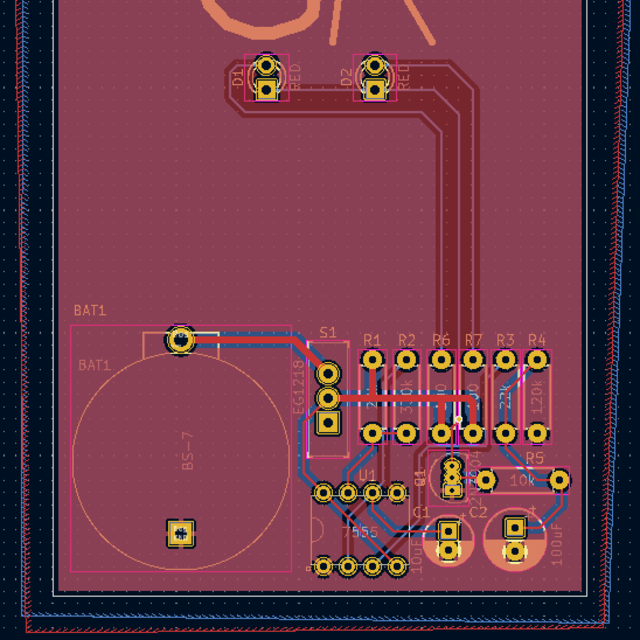 D1
RED
D2
RED
BAT1
S1
R1
R2
R6
R7
R3
R4
BAT1
EG1218
22k
120k
BS-7
U1
Q1
R5
10k
C1
C2
7555
10uF
100uF